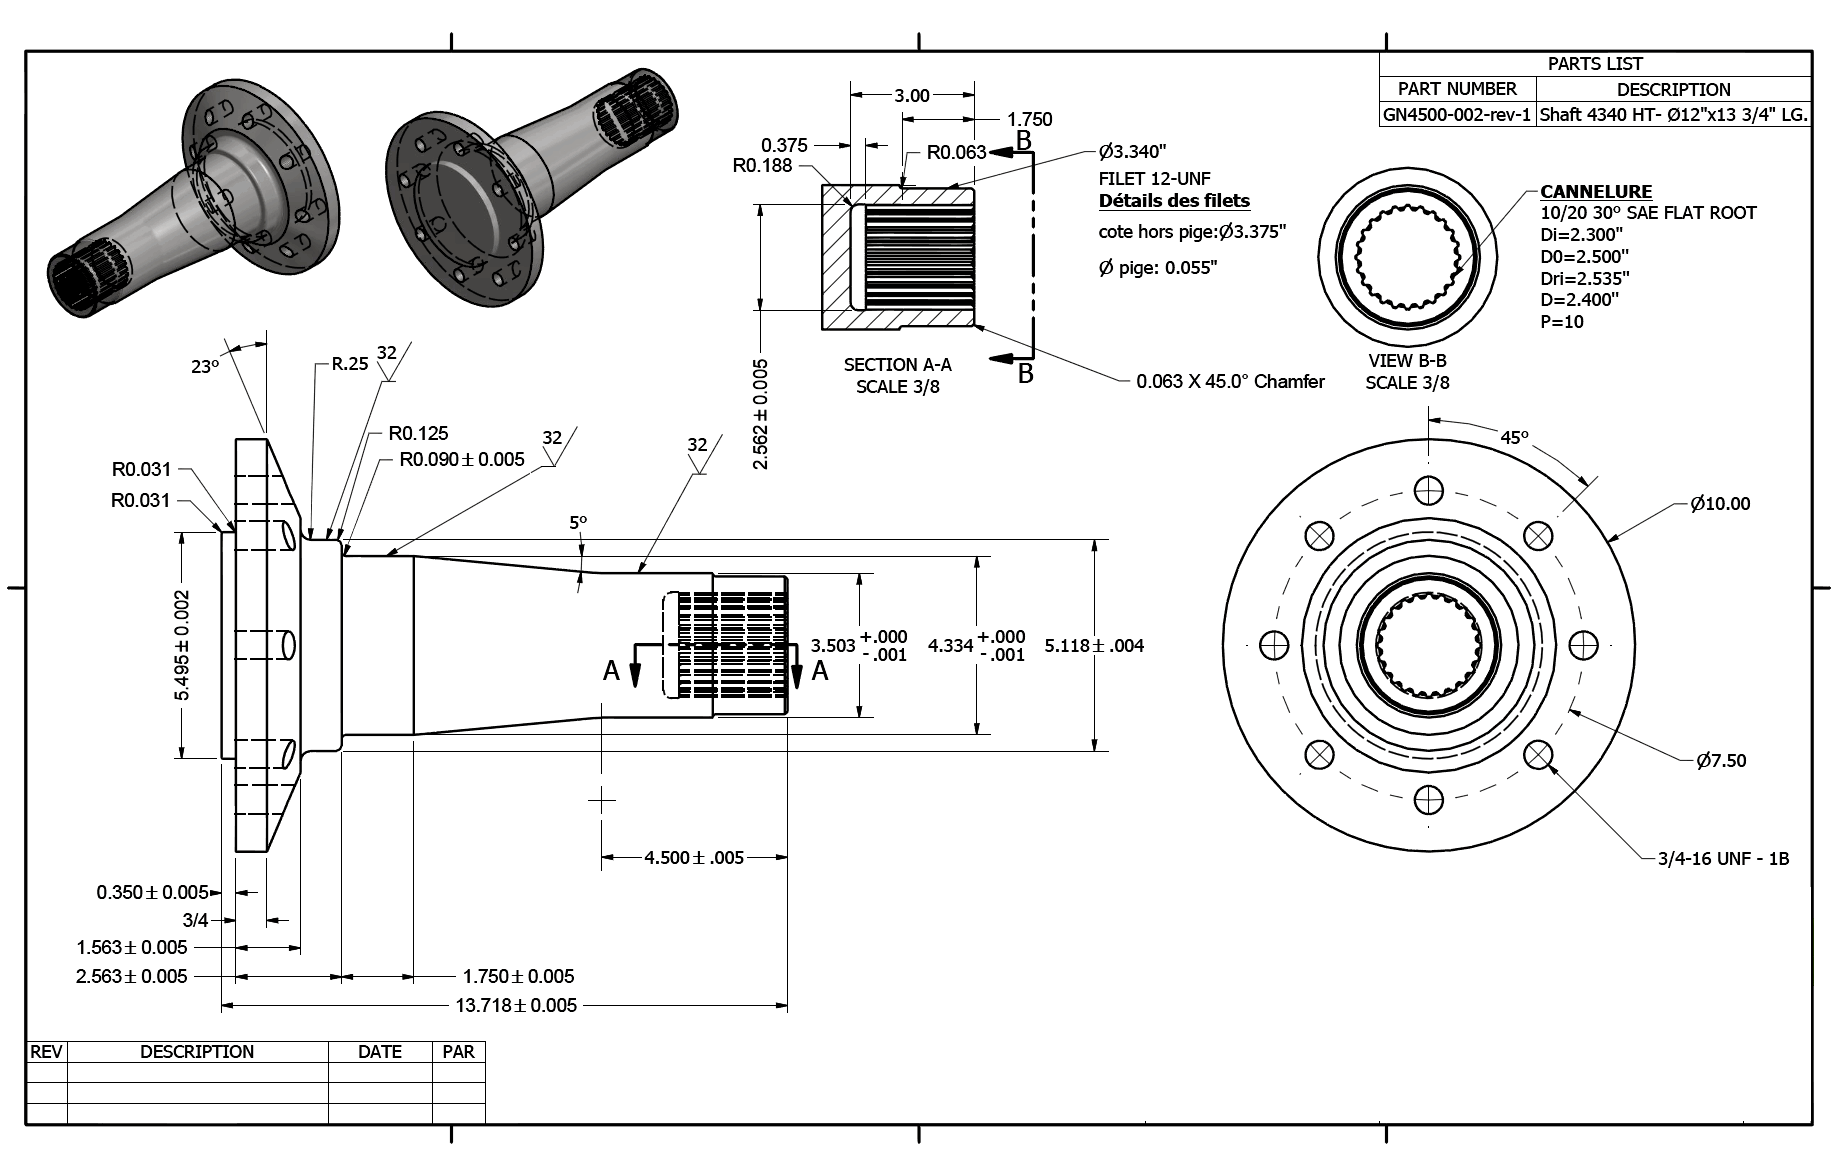 PARTS LIST
PART NUMBER DESCRIPTION
GN4500-002-rev-1 Shaft 4340 HT- Ø12"x13 3/4" LG.
3.00
1.750
0.375
R0.188
R0.063
B
Ø3.340"
FILET 12-UNF
Détails des filets
cote hors pige:Ø3.375"
Ø pige: 0.055"
2.562±0.005
SECTION A-A
SCALE 3/8
B
0.063 X 45.0° Chamfer
CANNELURE
10/20 30º SAE FLAT ROOT
Di=2.300"
D0=2.500"
Dri=2.535"
D=2.400"
P=10
VIEW B-B
SCALE 3/8
23º
R.25
32
R0.125
R0.090±0.005
32
32
R0.031
R0.031
5º
5.495±0.002
A
A
3.503 +.000 -.001
4.334 +.000 -.001
5.118±.004
4.500±.005
0.350±0.005
3/4
1.563±0.005
2.563±0.005
1.750±0.005
13.718±0.005
45º
Ø10.00
Ø7.50
3/4-16 UNF - 1B
REV DESCRIPTION DATE PAR